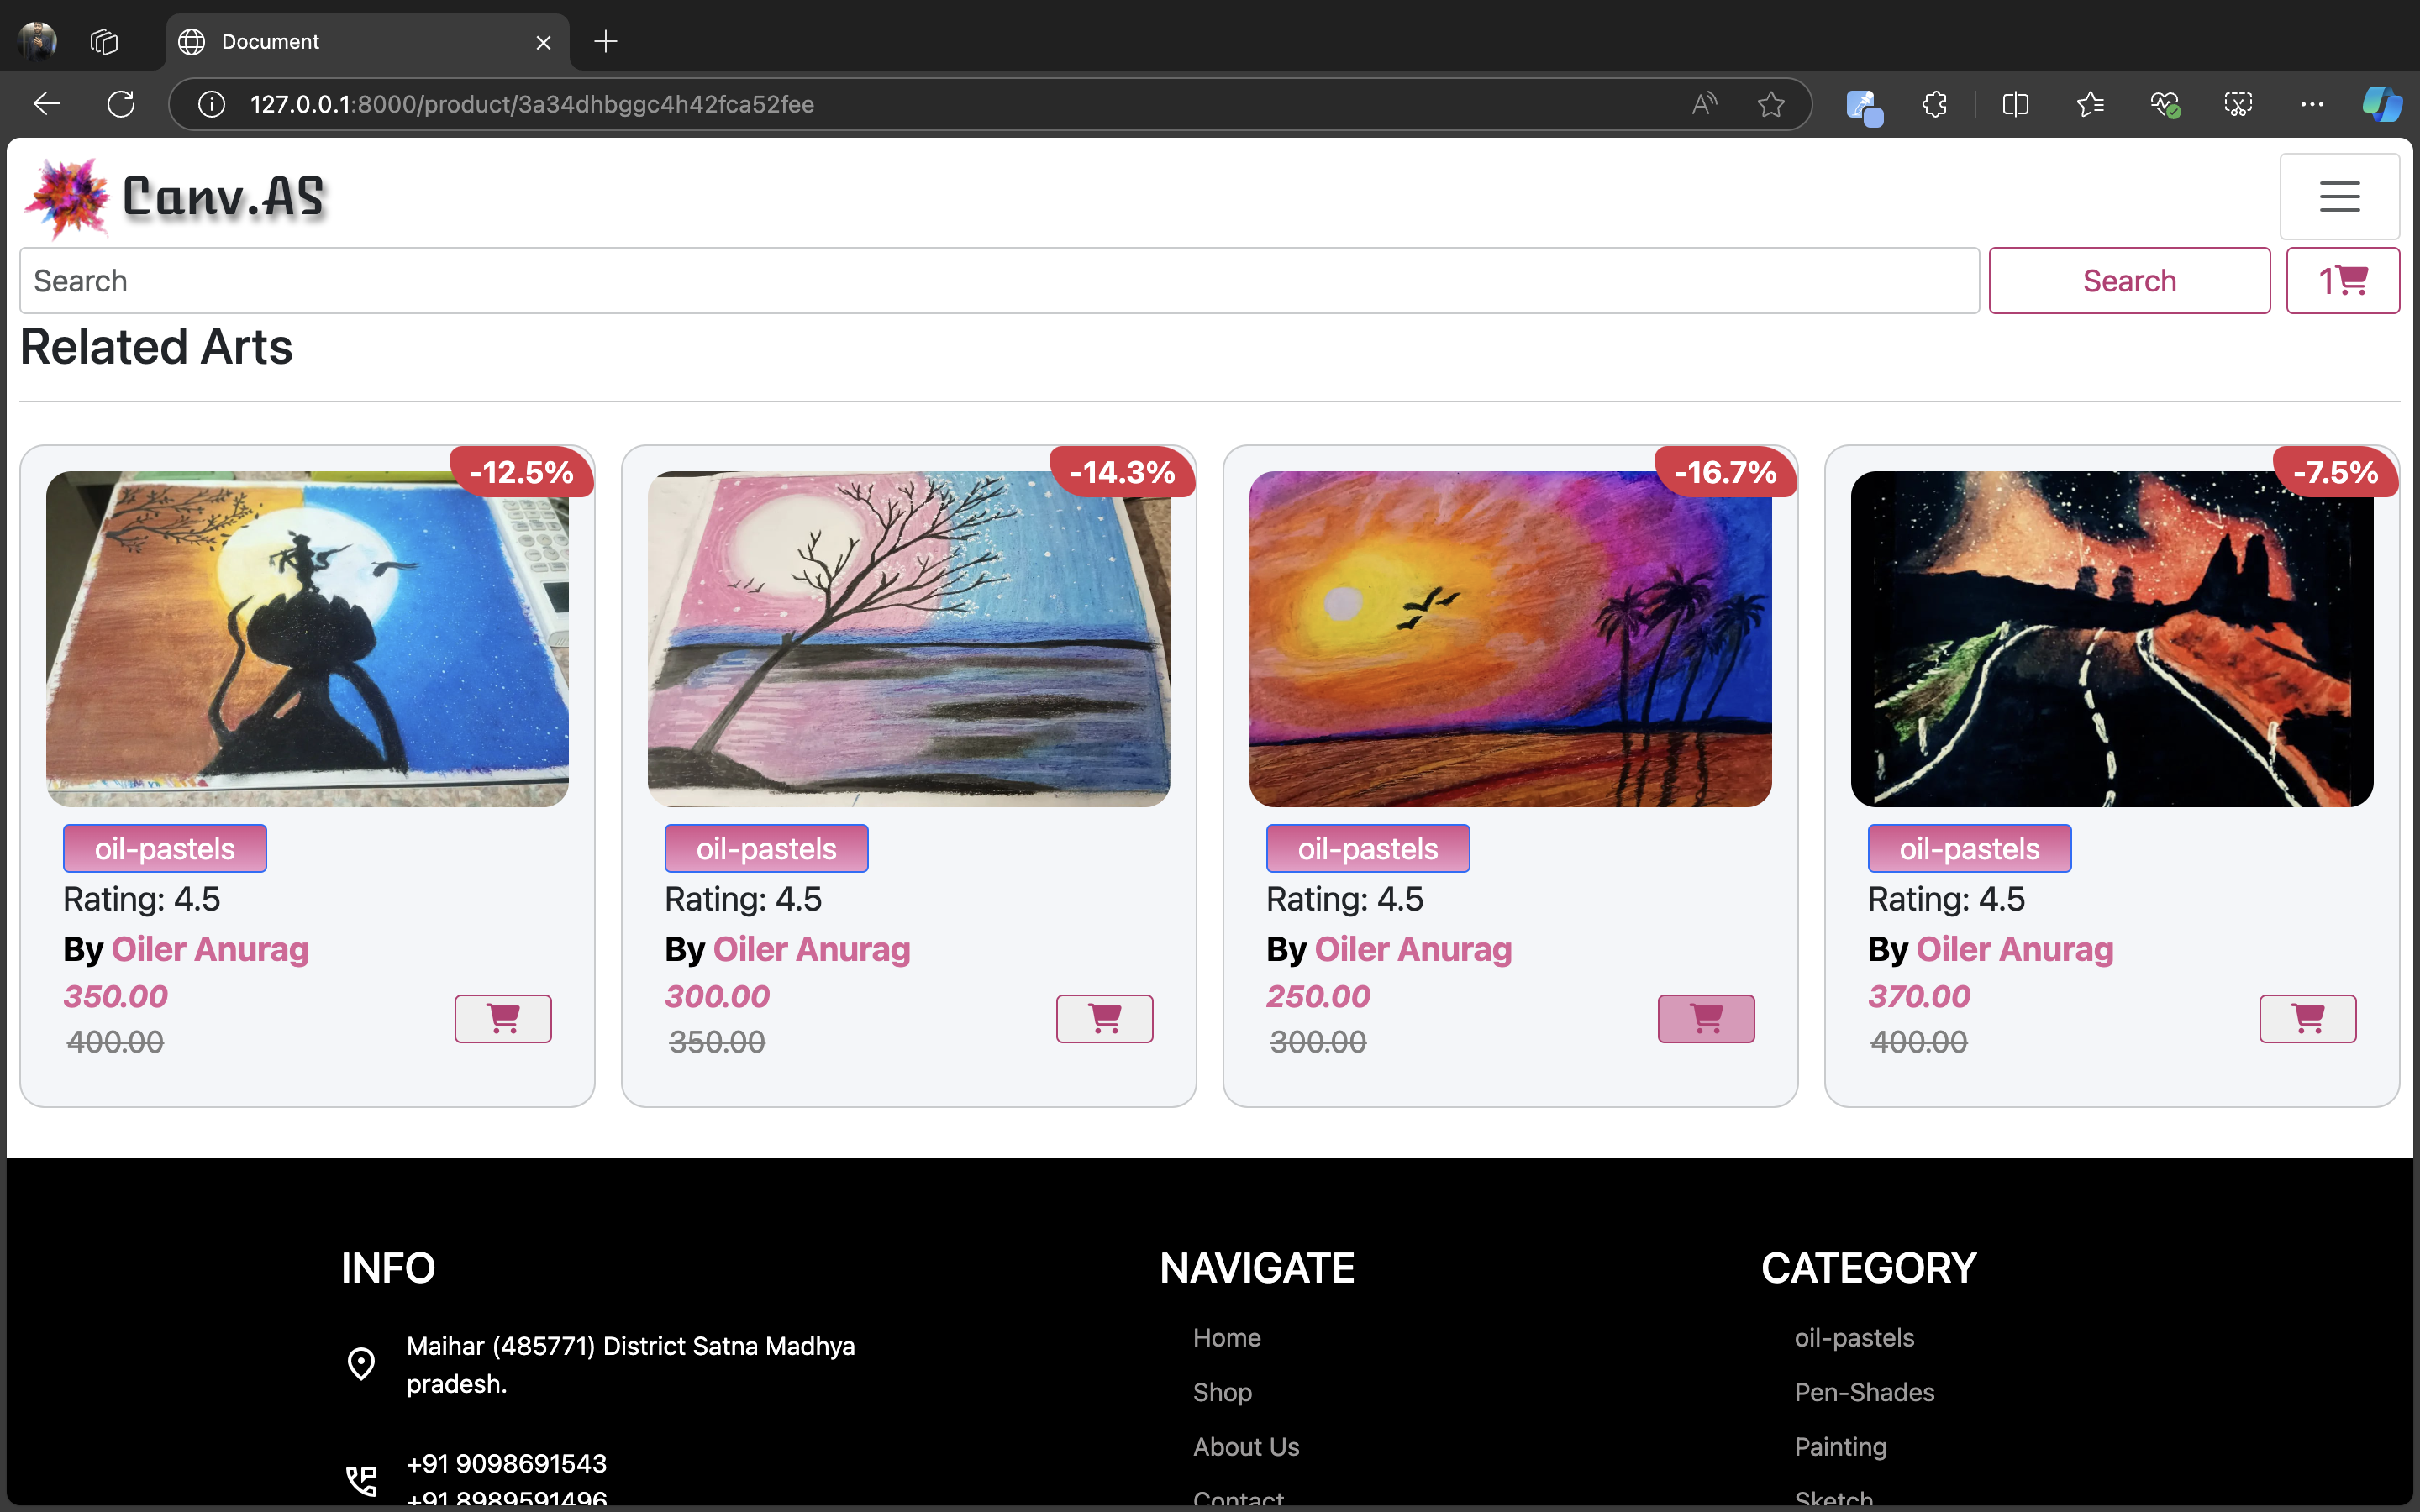 Document
127.0.0.1:8000/product/3a34dhbggc4h42fca52fee
Canv.AS
Search
Search
1
Related Arts
-12.5%
-14.3%
-16.7%
-7.5%
oil-pastels
Rating: 4.5
By Oiler Anurag
350.00
400.00
oil-pastels
Rating: 4.5
By Oiler Anurag
300.00
350.00
oil-pastels
Rating: 4.5
By Oiler Anurag
250.00
300.00
oil-pastels
Rating: 4.5
By Oiler Anurag
370.00
400.00
INFO
Maihar (485771) District Satna Madhya
pradesh.
+91 9098691543
+91 8989591496
NAVIGATE
Home
Shop
About Us
Contact
CATEGORY
oil-pastels
Pen-Shades
Painting
Sketch